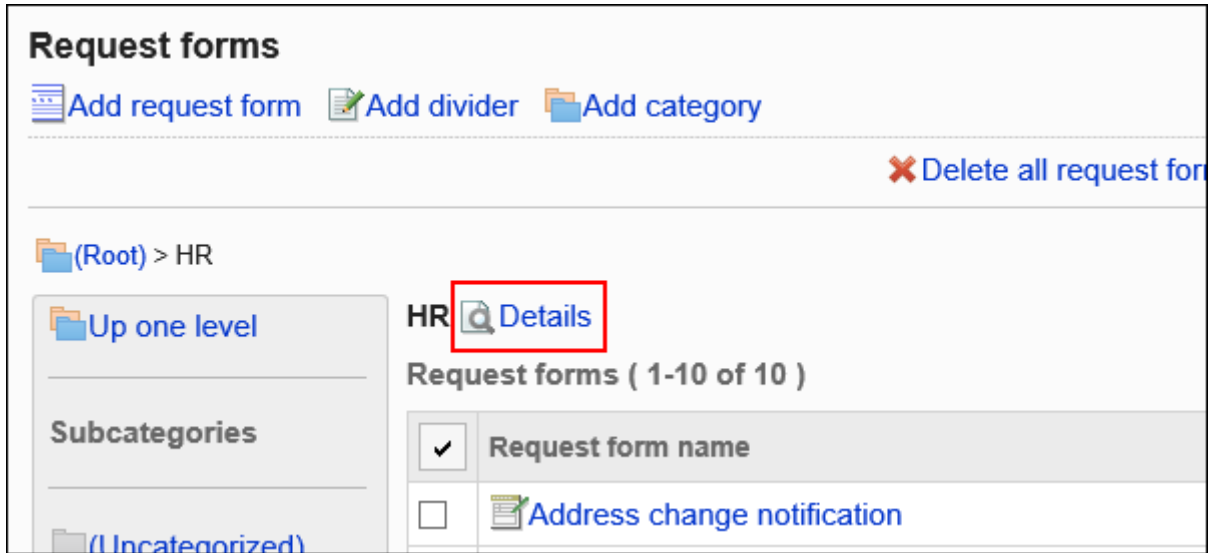 Request forms
Add request form Add divider Add category
Delete all request for
(Root) > HR
Up one level
HR Details
Request forms ( 1-10 of 10 )
Subcategories
Request form name
Address change notification
(Uncategorized)